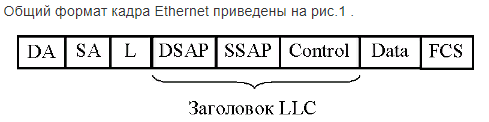 Общий формат кадра Ethernet приведены на рис.1 .
DA SA L DSAP SSAP Control Data FCS
Заголовок LLC